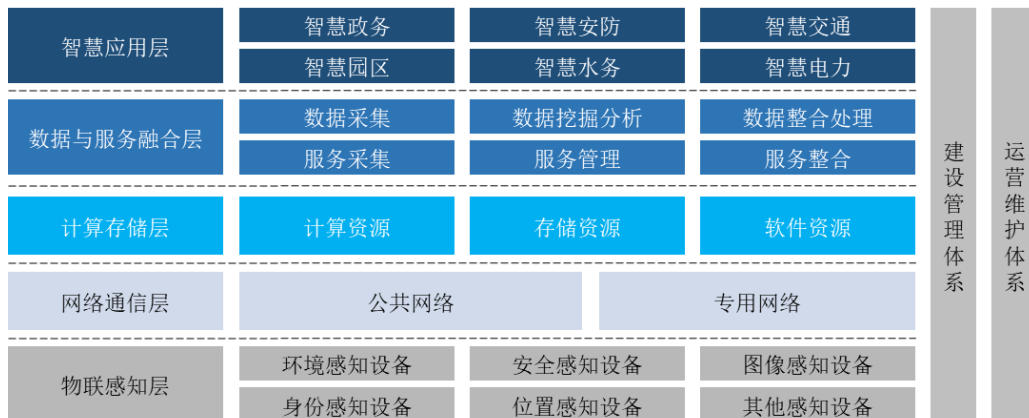 智慧应用层
智慧政务
智慧安防
智慧交通
智慧园区
智慧水务
智慧电力
数据与服务融合层
数据采集
数据挖掘分析
数据整合处理
服务采集
服务管理
服务整合
计算存储层
计算资源
存储资源
软件资源
网络通信层
公共网络
专用网络
物联感知层
环境感知设备
安全感知设备
图像感知设备
身份感知设备
位置感知设备
其他感知设备
建设管理体系
运营维护体系